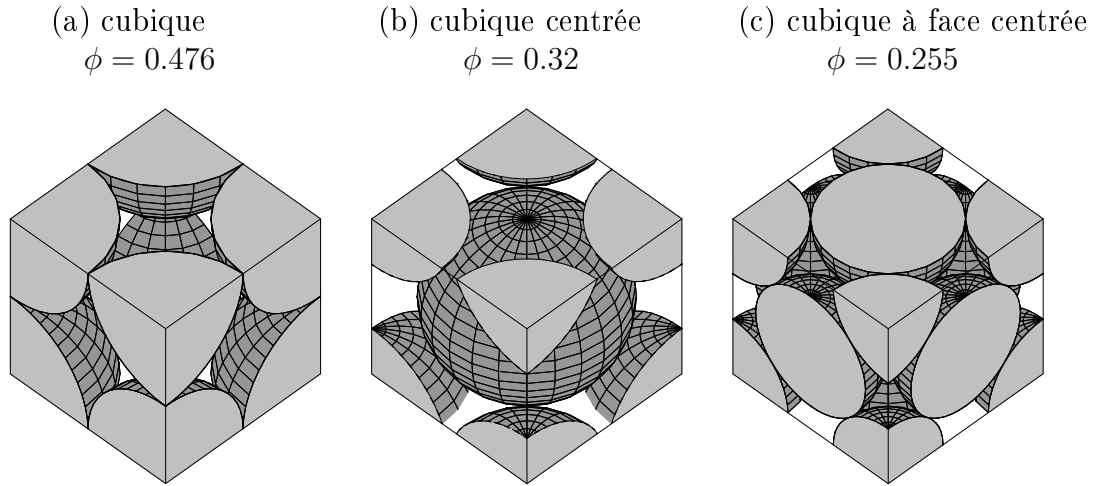 (a) cubique
ϕ = 0.476
(b) cubique centrée
ϕ = 0.32
(c) cubique à face centrée
ϕ = 0.255